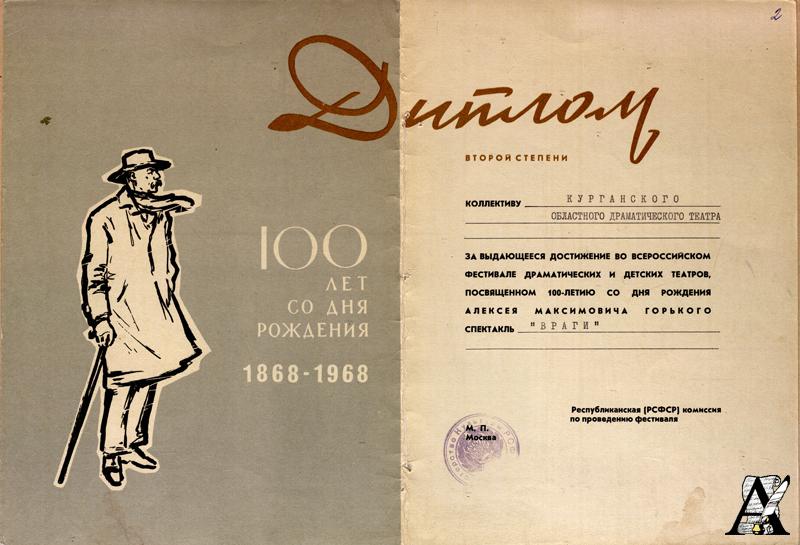 2
Диплом
ВТОРОЙ СТЕПЕНИ
100
ЛЕТ
СО ДНЯ
РОЖДЕНИЯ
1868-1968
КОЛЛЕКТИВУ КУРГАНСКОГО
ОБЛАСТНОГО ДРАМАТИЧЕСКОГО ТЕАТРА
ЗА ВЫДАЮЩЕЕСЯ ДОСТИЖЕНИЕ ВО ВСЕРОССИЙСКОМ
ФЕСТИВАЛЕ ДРАМАТИЧЕСКИХ И ДЕТСКИХ ТЕАТРОВ,
ПОСВЯЩЕННОМ 100-ЛЕТИЮ СО ДНЯ РОЖДЕНИЯ
АЛЕКСЕЯ МАКСИМОВИЧА ГОРЬКОГО
СПЕКТАКЛЬ "ВРАГИ"
Республиканская (РСФСР) комиссия
по проведению фестиваля
М. П.
Москва
А